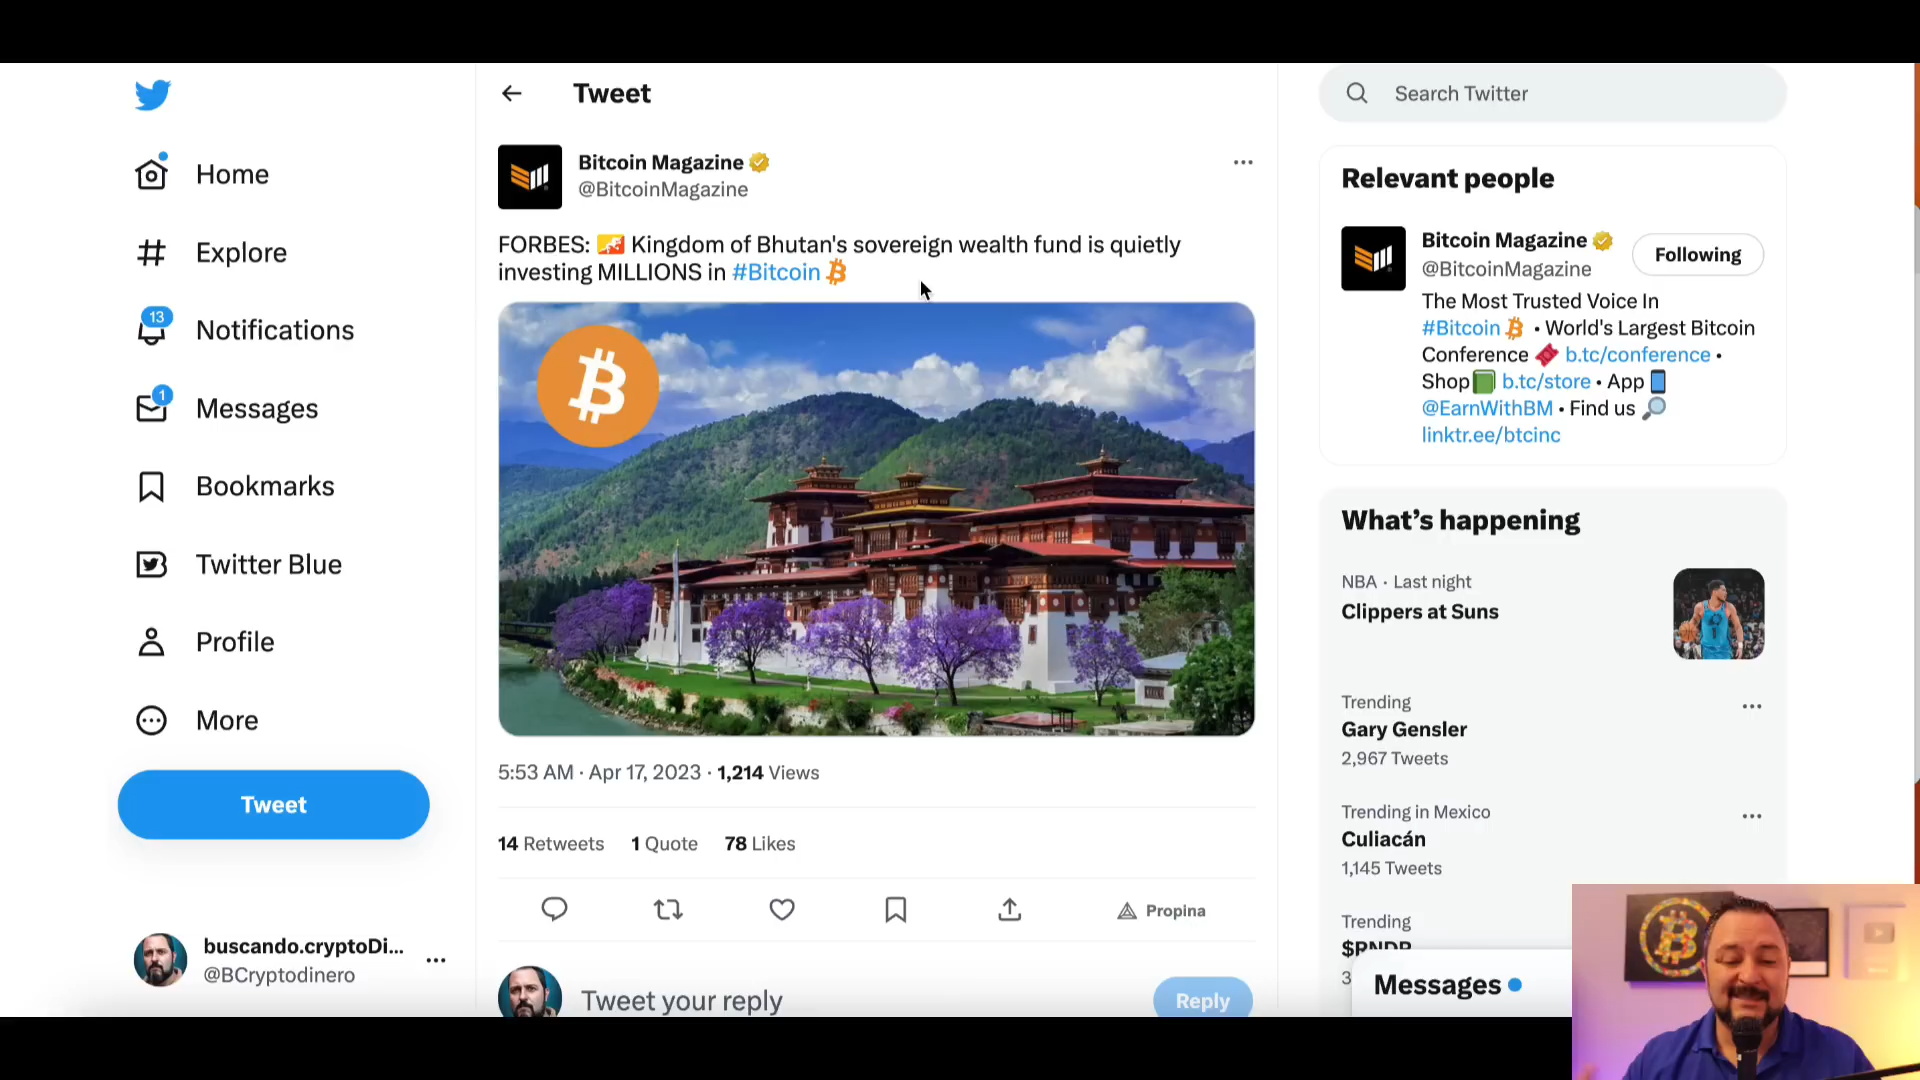 Home
Explore
13
Notifications
1
Messages
Bookmarks
Twitter Blue
Profile
More
Tweet
buscando.cryptoDi...
@BCryptodinero
Tweet
Bitcoin Magazine
@BitcoinMagazine
FORBES: 🇧🇹 Kingdom of Bhutan's sovereign wealth fund is quietly
investing MILLIONS in #Bitcoin
5:53 AM · Apr 17, 2023 · 1,214 Views
14 Retweets 1 Quote 78 Likes
Propina
Tweet your reply
Reply
Search Twitter
Relevant people
Bitcoin Magazine
@BitcoinMagazine
Following
The Most Trusted Voice In
#Bitcoin • World's Largest Bitcoin
Conference 🎟️ b.tc/conference •
Shop📗 b.tc/store • App📱
@EarnWithBM • Find us 🔎
linktr.ee/btcinc
What's happening
NBA · Last night
Clippers at Suns
Trending
Gary Gensler
2,967 Tweets
Trending in Mexico
Culiacán
1,145 Tweets
Trending
$RNDR
3
Messages